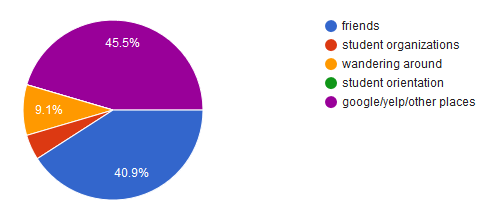 45.5%
9.1%
40.9%
friends
student organizations
wandering around
student orientation
google/yelp/other places